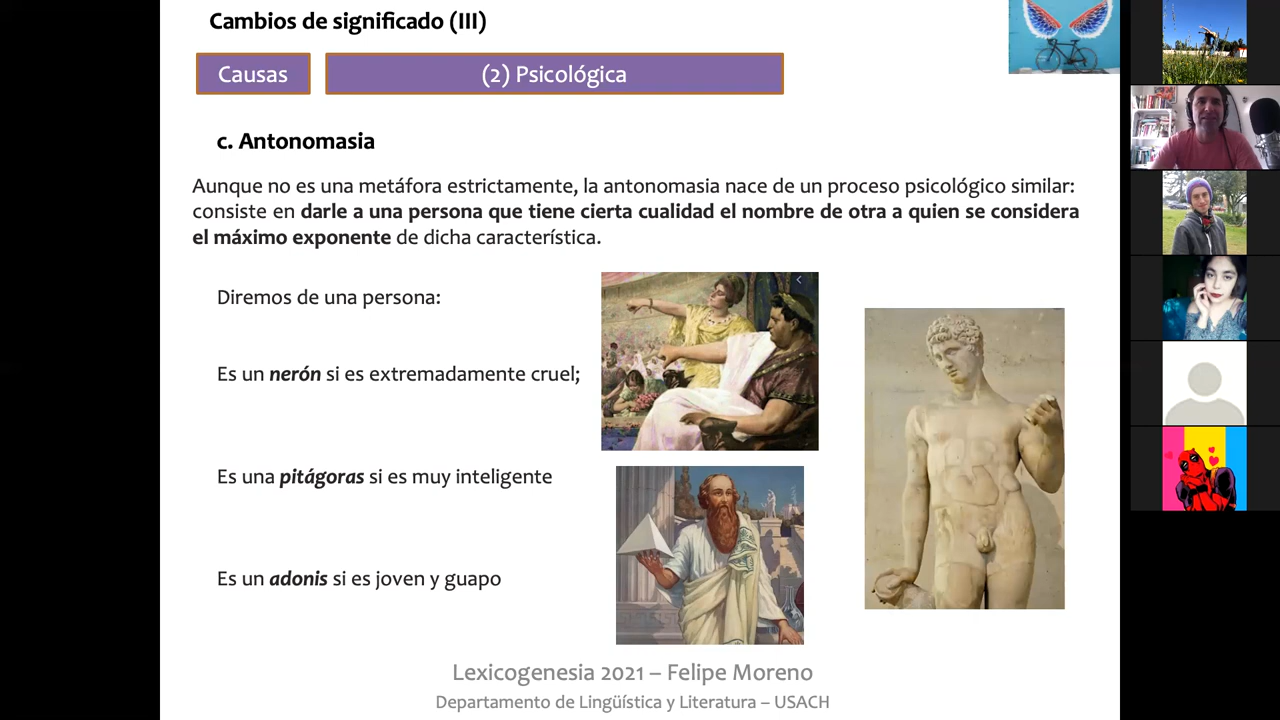 Cambios de significado (III)
Causas
(2) Psicológica
c. Antonomasia
Aunque no es una metáfora estrictamente, la antonomasia nace de un proceso psicológico similar:
consiste en darle a una persona que tiene cierta cualidad el nombre de otra a quien se considera
el máximo exponente de dicha característica.
Diremos de una persona:
Es un nerón si es extremadamente cruel;
Es una pitágoras si es muy inteligente
Es un adonis si es joven y guapo
Lexicogenesia 2021 – Felipe Moreno
Departamento de Lingüística y Literatura – USACH